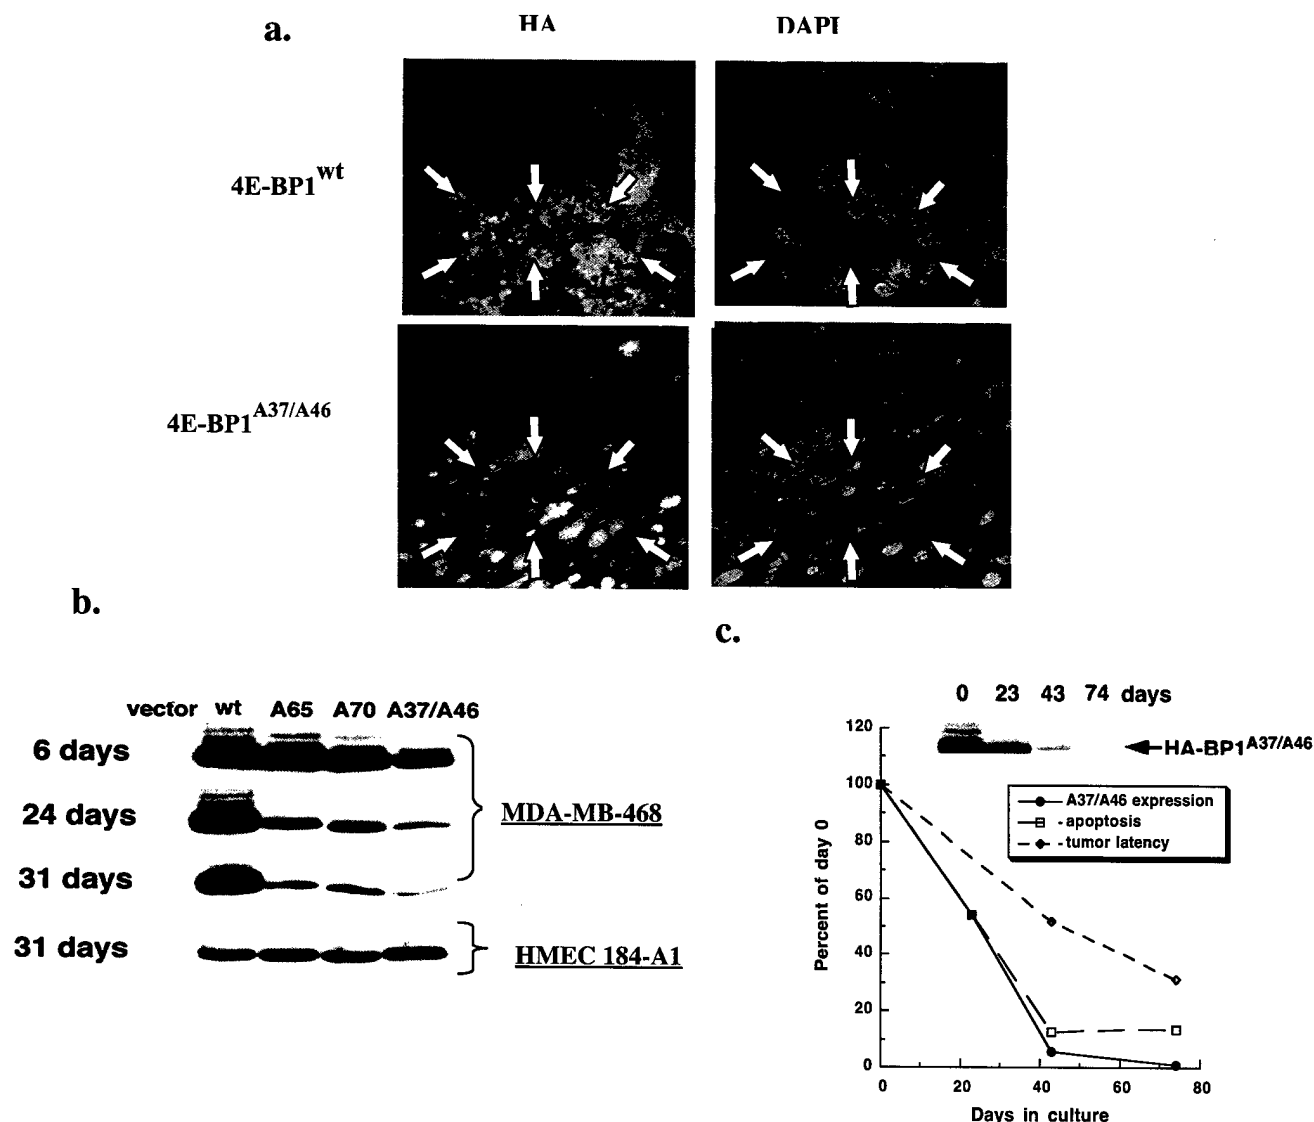 a.
HA
DAPI
4E-BP1wt
4E-BP1A37/A46
b.
vector wt A65 A70 A37/A46
6 days
24 days
31 days
MDA-MB-468
31 days
HMEC 184-A1
c.
0 23 43 74 days
HA-BP1A37/A46
A37/A46 expression
apoptosis
tumor latency
Percent of day 0
120
100
80
60
40
20
0
0 20 40 60 80
Days in culture